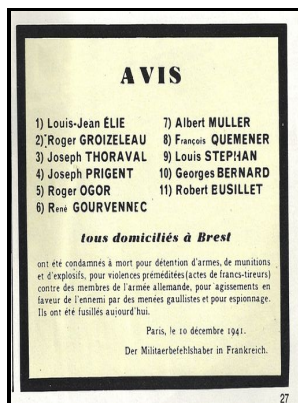 AVIS
1) Louis-Jean ÉLIE
2) Roger GROIZELEAU
3) Joseph THORAVAL
4) Joseph PRIGENT
5) Roger OGOR
6) René GOURVENNEC
7) Albert MULLER
8) François QUEMENER
9) Louis STEPHAN
10) Georges BERNARD
11) Robert EUSILLET
tous domiciliés à Brest
ont été condamnés à mort pour détention d'armes, de munitions
et d'explosifs, pour violences préméditées (actes de francs-tireurs)
contre des membres de l'armée allemande, pour agissements en
faveur de l'ennemi par des menées gaullistes et pour espionnage.
Ils ont été fusillés aujourd'hui.
Paris, le 10 décembre 1941.
Der Militaerbefehlshaber in Frankreich.
27